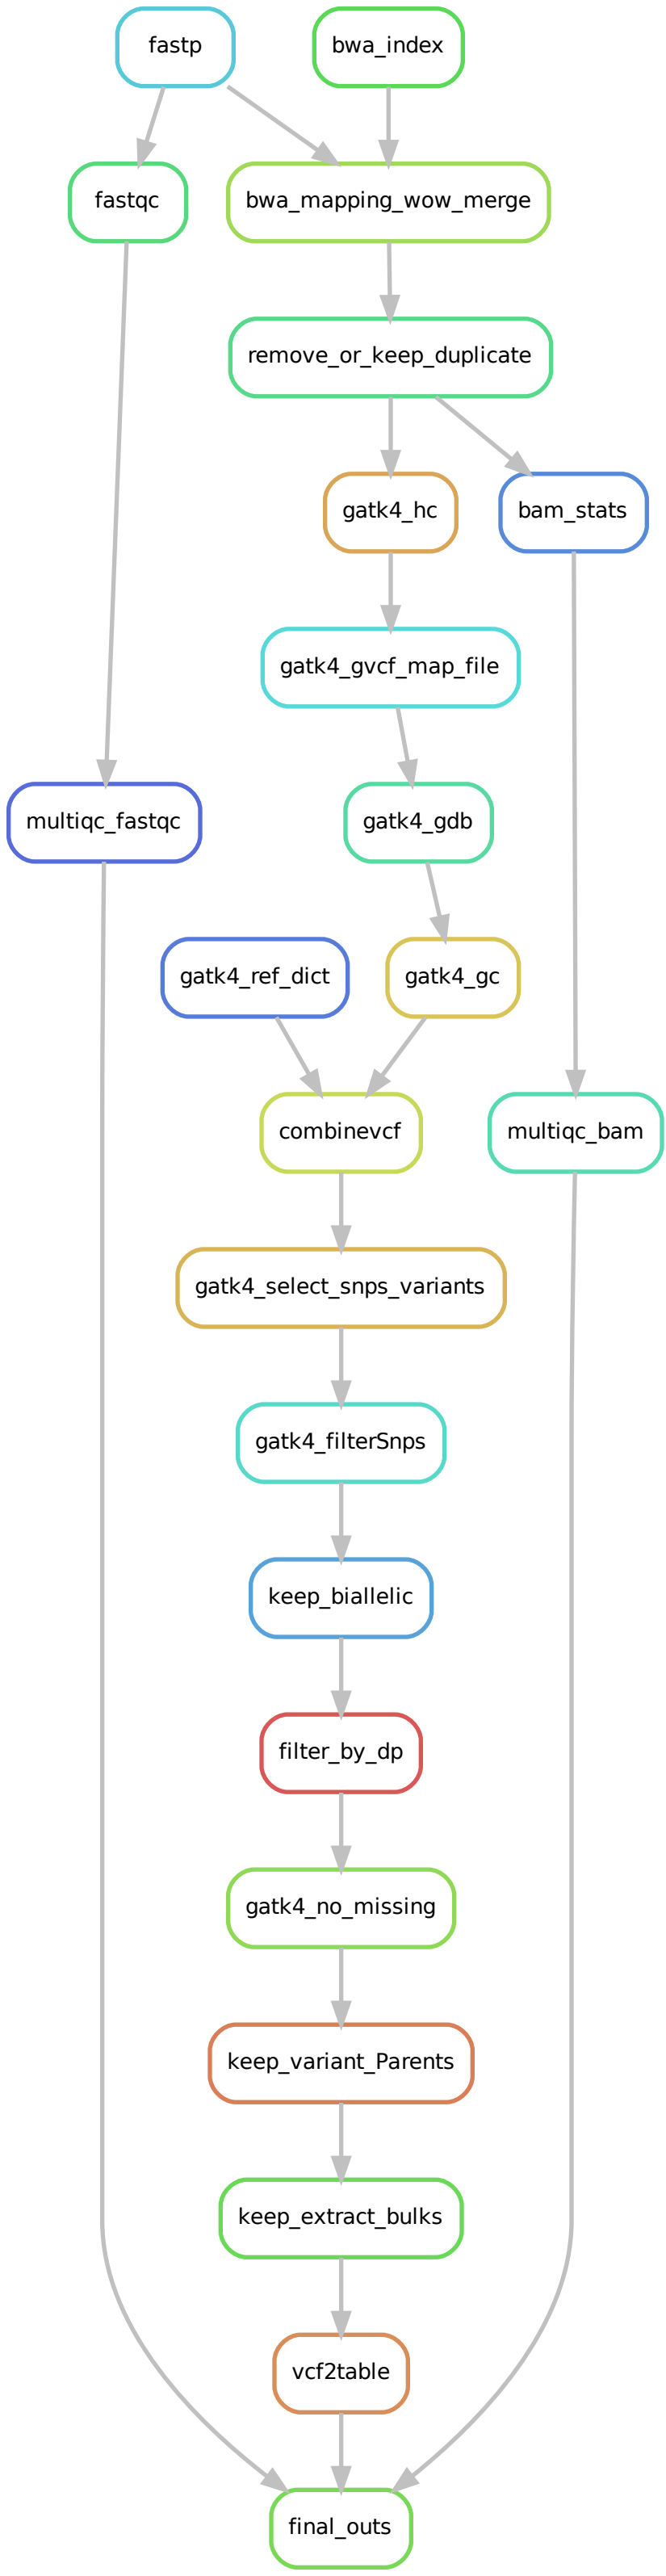 fastp
bwa_index
fastqc
bwa_mapping_wow_merge
remove_or_keep_duplicate
gatk4_hc
bam_stats
gatk4_gvcf_map_file
multiqc_fastqc
gatk4_gdb
gatk4_ref_dict
gatk4_gc
combinevcf
multiqc_bam
gatk4_select_snps_variants
gatk4_filterSnps
keep_biallelic
filter_by_dp
gatk4_no_missing
keep_variant_Parents
keep_extract_bulks
vcf2table
final_outs